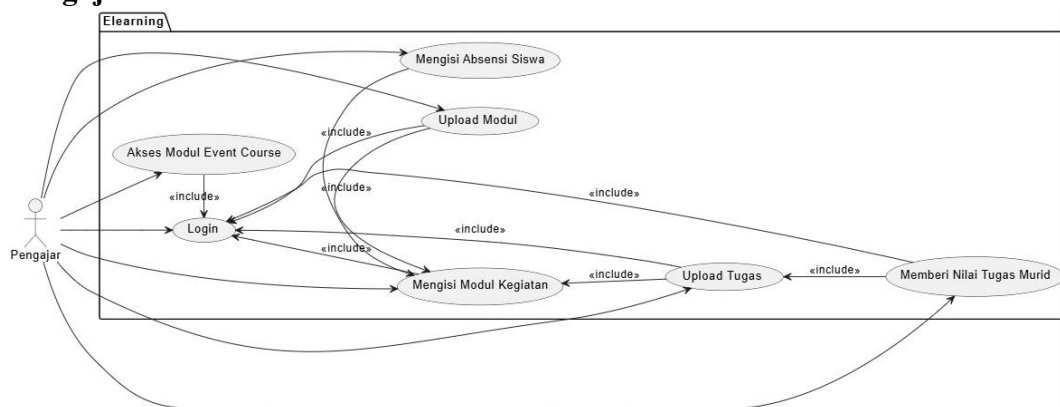 Elearning
Mengisi Absensi Siswa
Upload Modul
«include»
Akses Modul Event Course
«include»
«include»
«include»
Login
«include»
Pengajar
«include»
«include»
«include»
Mengisi Modul Kegiatan
Upload Tugas
Memberi Nilai Tugas Murid